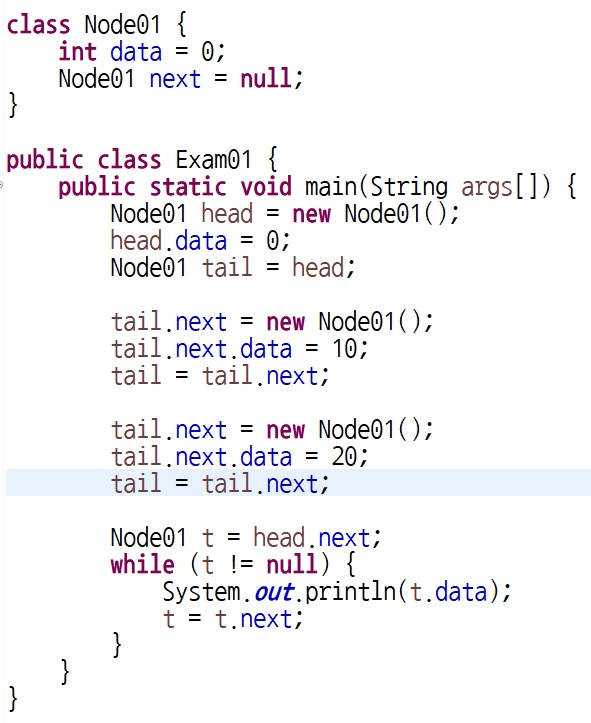 class Node01 {
int data = 0;
Node01 next = null;
}
public class Exam01 {
public static void main(String args[]) {
Node01 head = new Node01();
head.data = 0;
Node01 tail = head;
tail.next = new Node01();
tail.next.data = 10;
tail = tail.next;
tail.next = new Node01();
tail.next.data = 20;
tail = tail.next;
Node01 t = head.next;
while (t != null) {
System.out.println(t.data);
t = t.next;
}
}
}